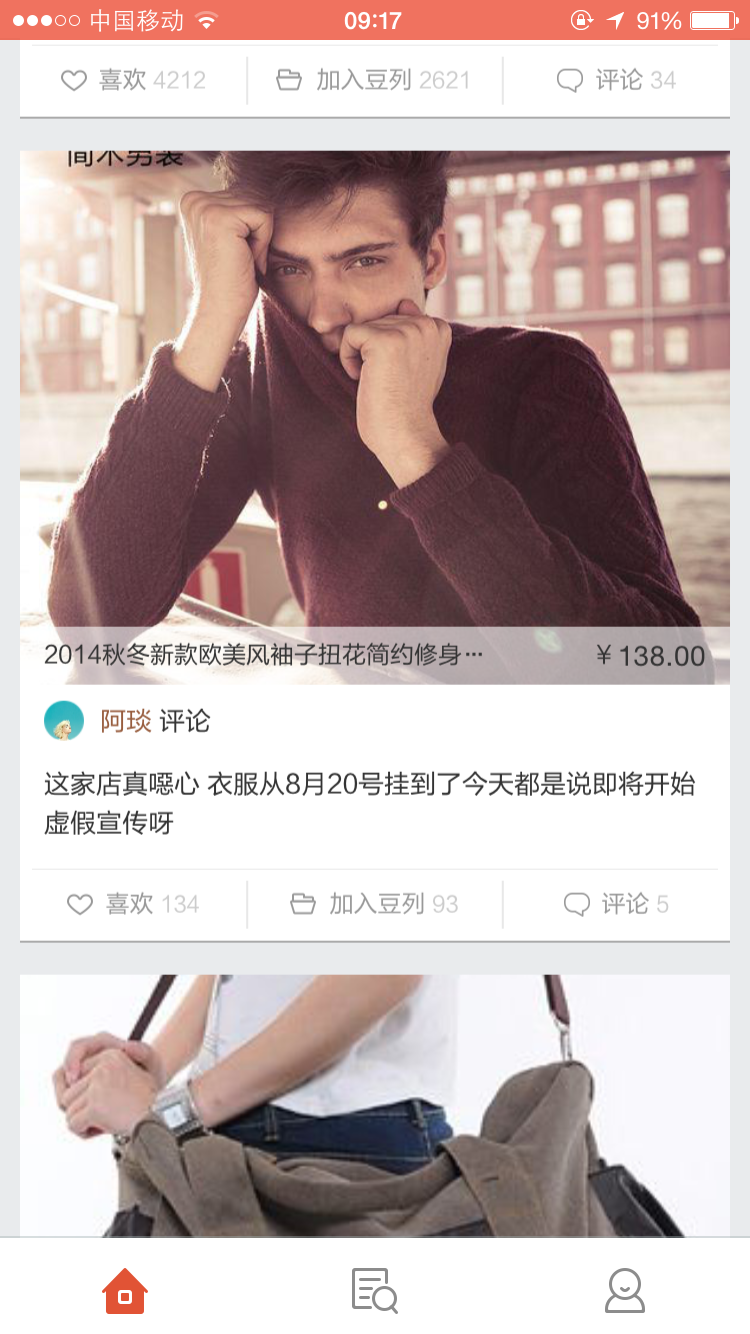 中国移动 09:17 91%
喜欢 4212 加入豆列 2621 评论 34
简木男装
2014秋冬新款欧美风袖子扭花简约修身… ￥138.00
阿琰 评论
这家店真噁心 衣服从8月20号挂到了今天都是说即将开始
虚假宣传呀
喜欢 134 加入豆列 93 评论 5